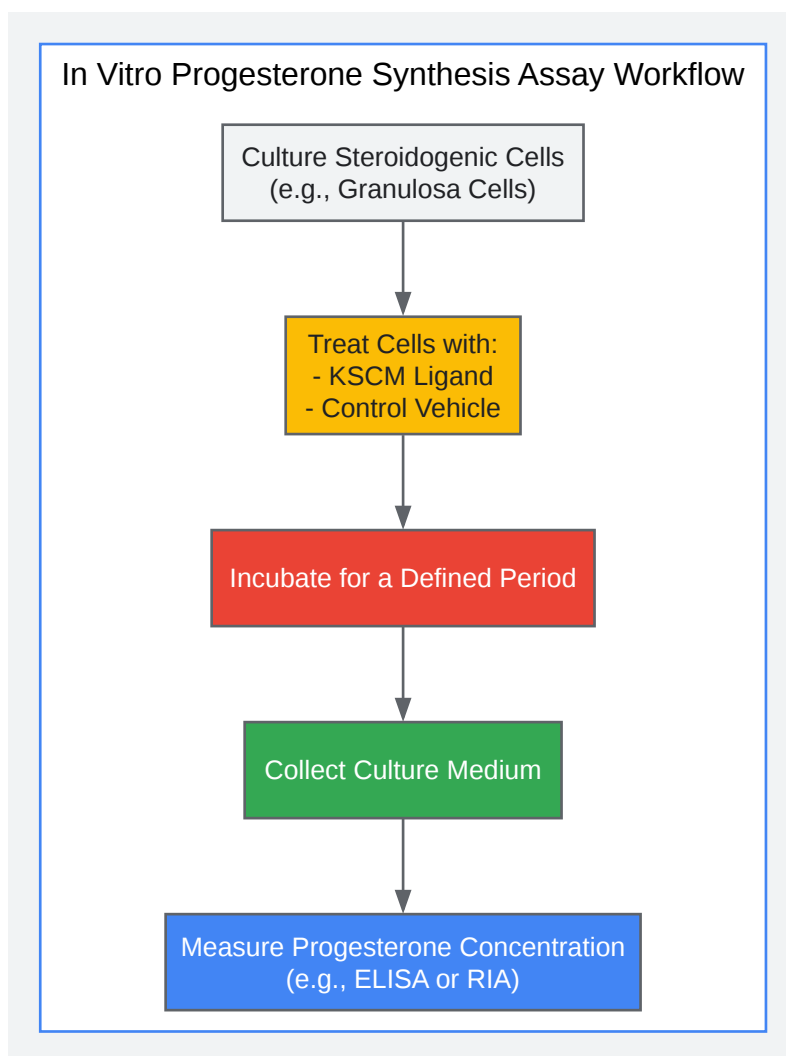 In Vitro Progesterone Synthesis Assay Workflow
Culture Steroidogenic Cells
(e.g., Granulosa Cells)
Treat Cells with:
- KSCM Ligand
- Control Vehicle
Incubate for a Defined Period
Collect Culture Medium
Measure Progesterone Concentration
(e.g., ELISA or RIA)